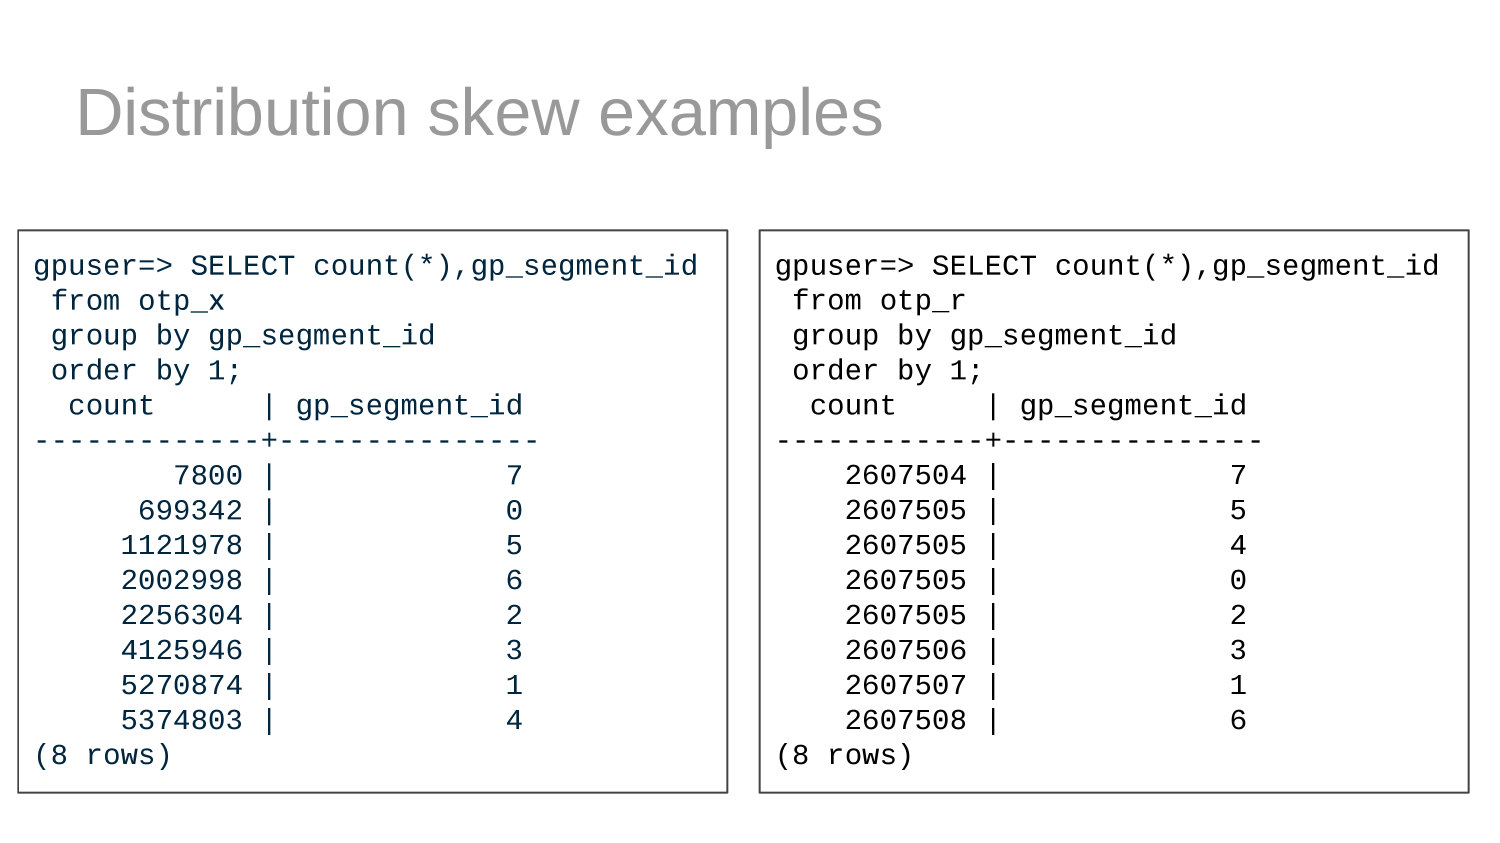 Distribution skew examples
gpuser=> SELECT count(*),gp_segment_id
 from otp_x
 group by gp_segment_id
 order by 1;
  count      | gp_segment_id
-------------+---------------
        7800 |             7
      699342 |             0
     1121978 |             5
     2002998 |             6
     2256304 |             2
     4125946 |             3
     5270874 |             1
     5374803 |             4
(8 rows)
gpuser=> SELECT count(*),gp_segment_id
 from otp_r
 group by gp_segment_id
 order by 1;
  count     | gp_segment_id
------------+---------------
    2607504 |             7
    2607505 |             5
    2607505 |             4
    2607505 |             0
    2607505 |             2
    2607506 |             3
    2607507 |             1
    2607508 |             6
(8 rows)